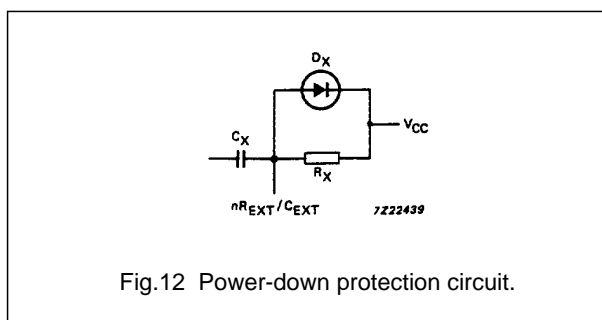 DX
VCC
CX
RX
nREXT/CEXT
7Z22439
Fig.12 Power-down protection circuit.